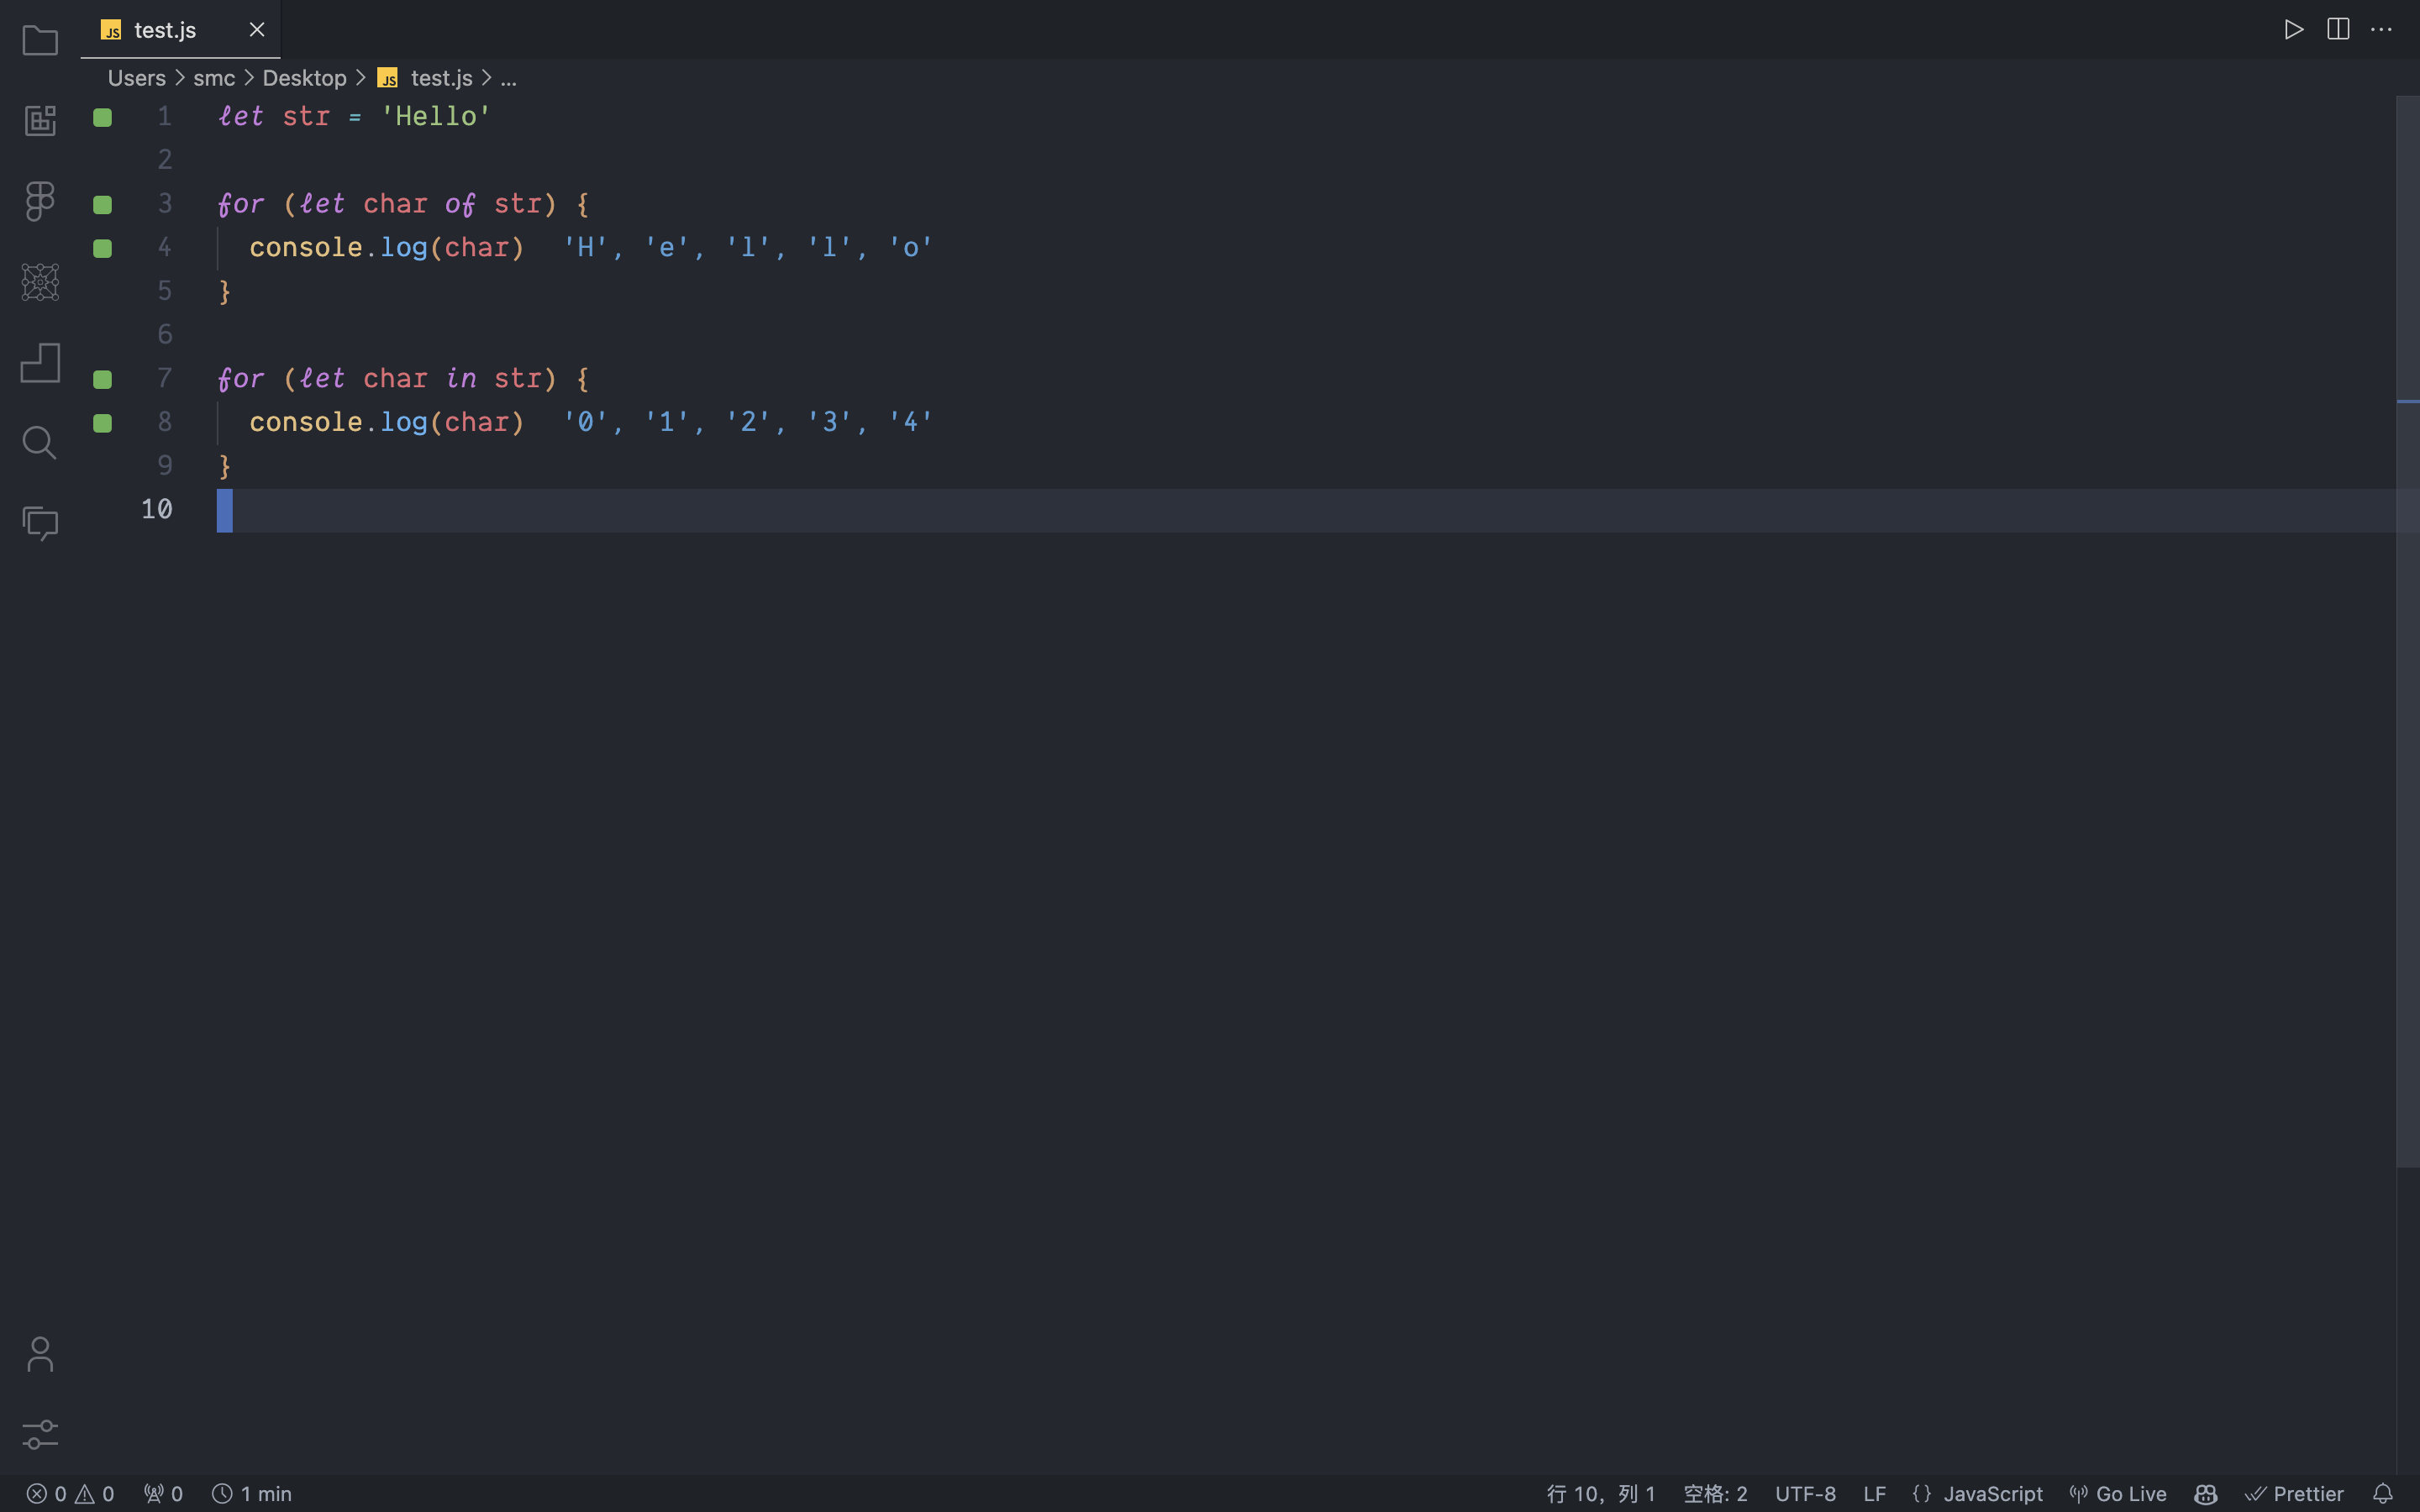 JS test.js
Users > smc > Desktop > JS test.js > ...
1 let str = 'Hello'
2
3 for (let char of str) {
4 console.log(char) 'H', 'e', 'l', 'l', 'o'
5 }
6
7 for (let char in str) {
8 console.log(char) '0', '1', '2', '3', '4'
9 }
10
0 0 0 1 min 行 10, 列 1 空格: 2 UTF-8 LF {} JavaScript Go Live Prettier